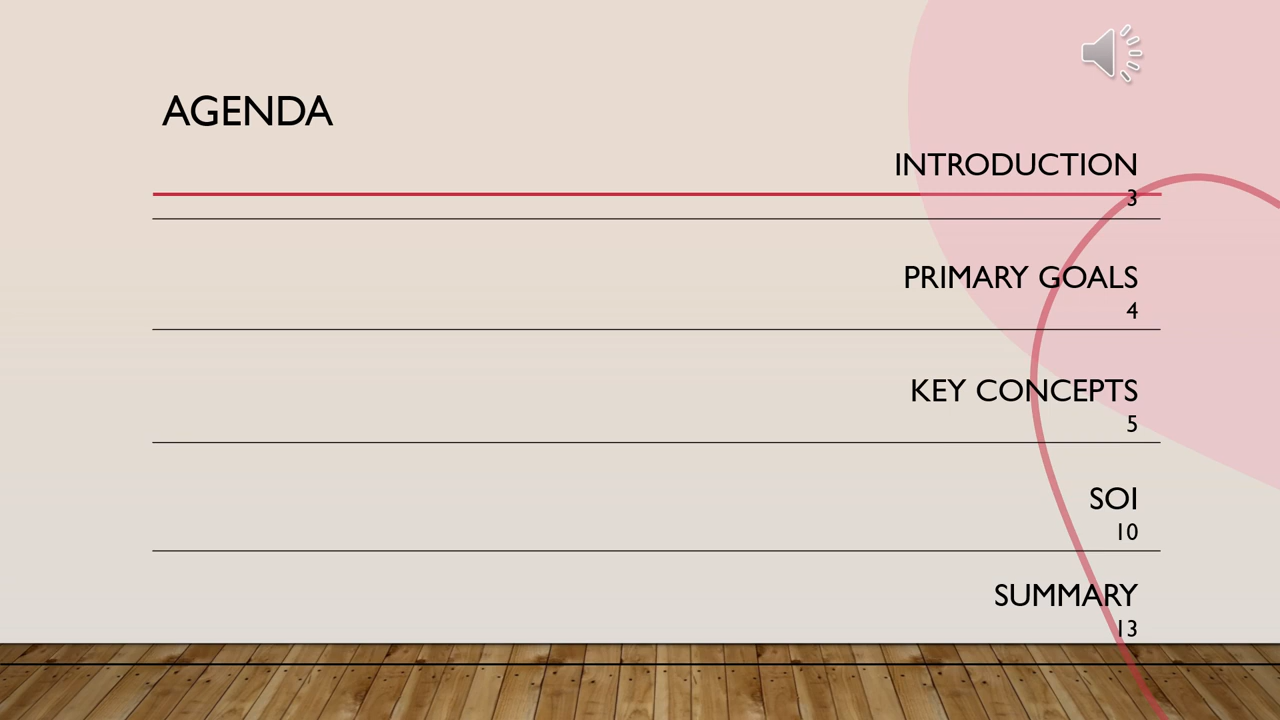 AGENDA
INTRODUCTION
3
PRIMARY GOALS
4
KEY CONCEPTS
5
SOI
10
SUMMARY
13